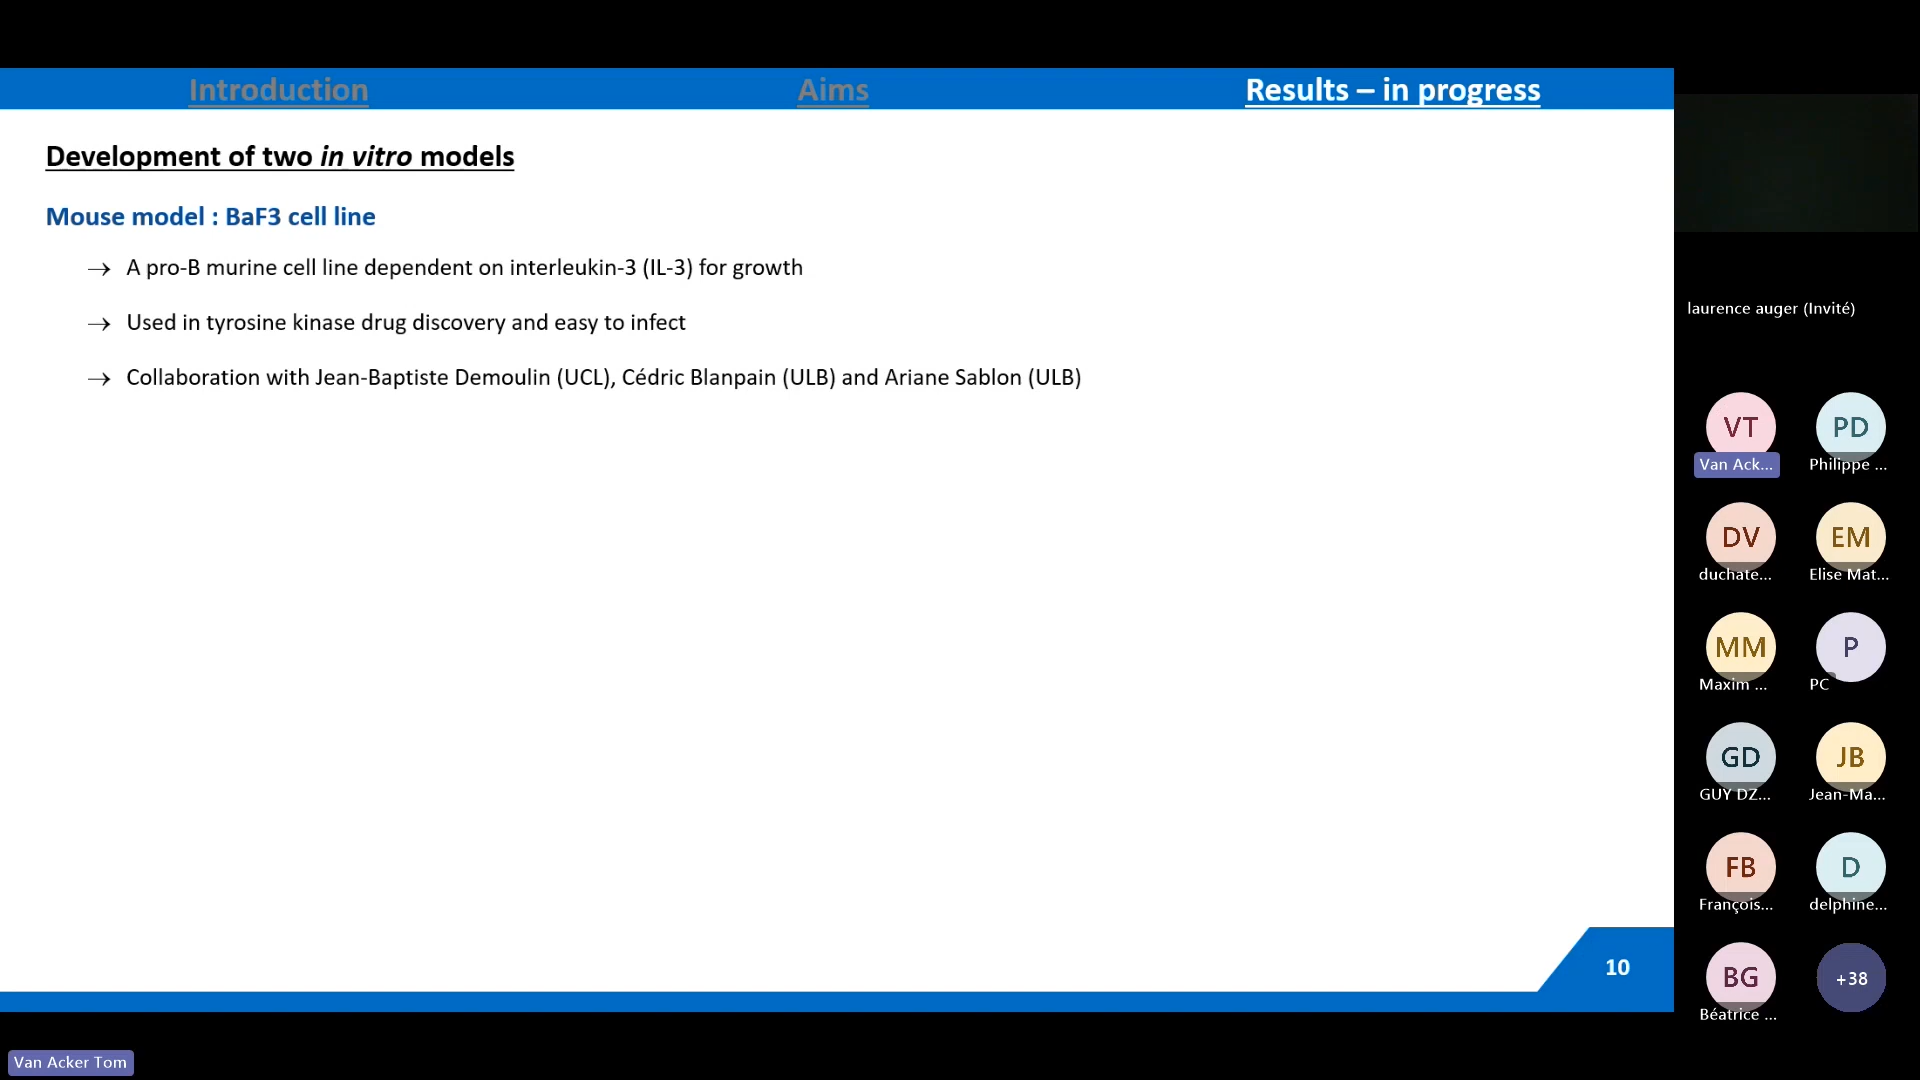 Introduction
Aims
Results – in progress
Development of two in vitro models
Mouse model : BaF3 cell line
→ A pro-B murine cell line dependent on interleukin-3 (IL-3) for growth
→ Used in tyrosine kinase drug discovery and easy to infect
→ Collaboration with Jean-Baptiste Demoulin (UCL), Cédric Blanpain (ULB) and Ariane Sablon (ULB)
10
laurence auger (Invité)
VT
Van Ack...
PD
Philippe ...
DV
duchate...
EM
Elise Mat...
MM
Maxim ...
P
PC
GD
GUY DZ...
JB
Jean-Ma...
FB
François...
D
delphine...
BG
Béatrice ...
+38
Van Acker Tom